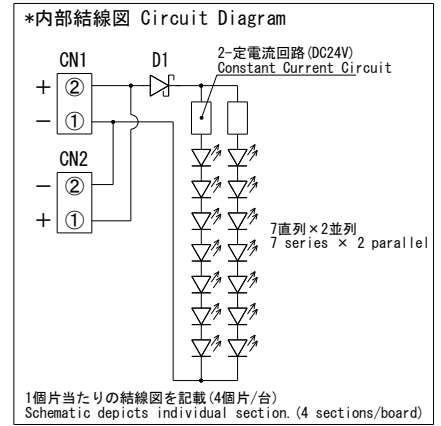 *内部結線図 Circuit Diagram
CN1 D1
2-定電流回路(DC24V)
Constant Current Circuit
+ ②
- ①
CN2
- ②
+ ①
7直列×2並列
7 series × 2 parallel
1個片当たりの結線図を記載(4個片/台)
Schematic depicts individual section.(4 sections/board)